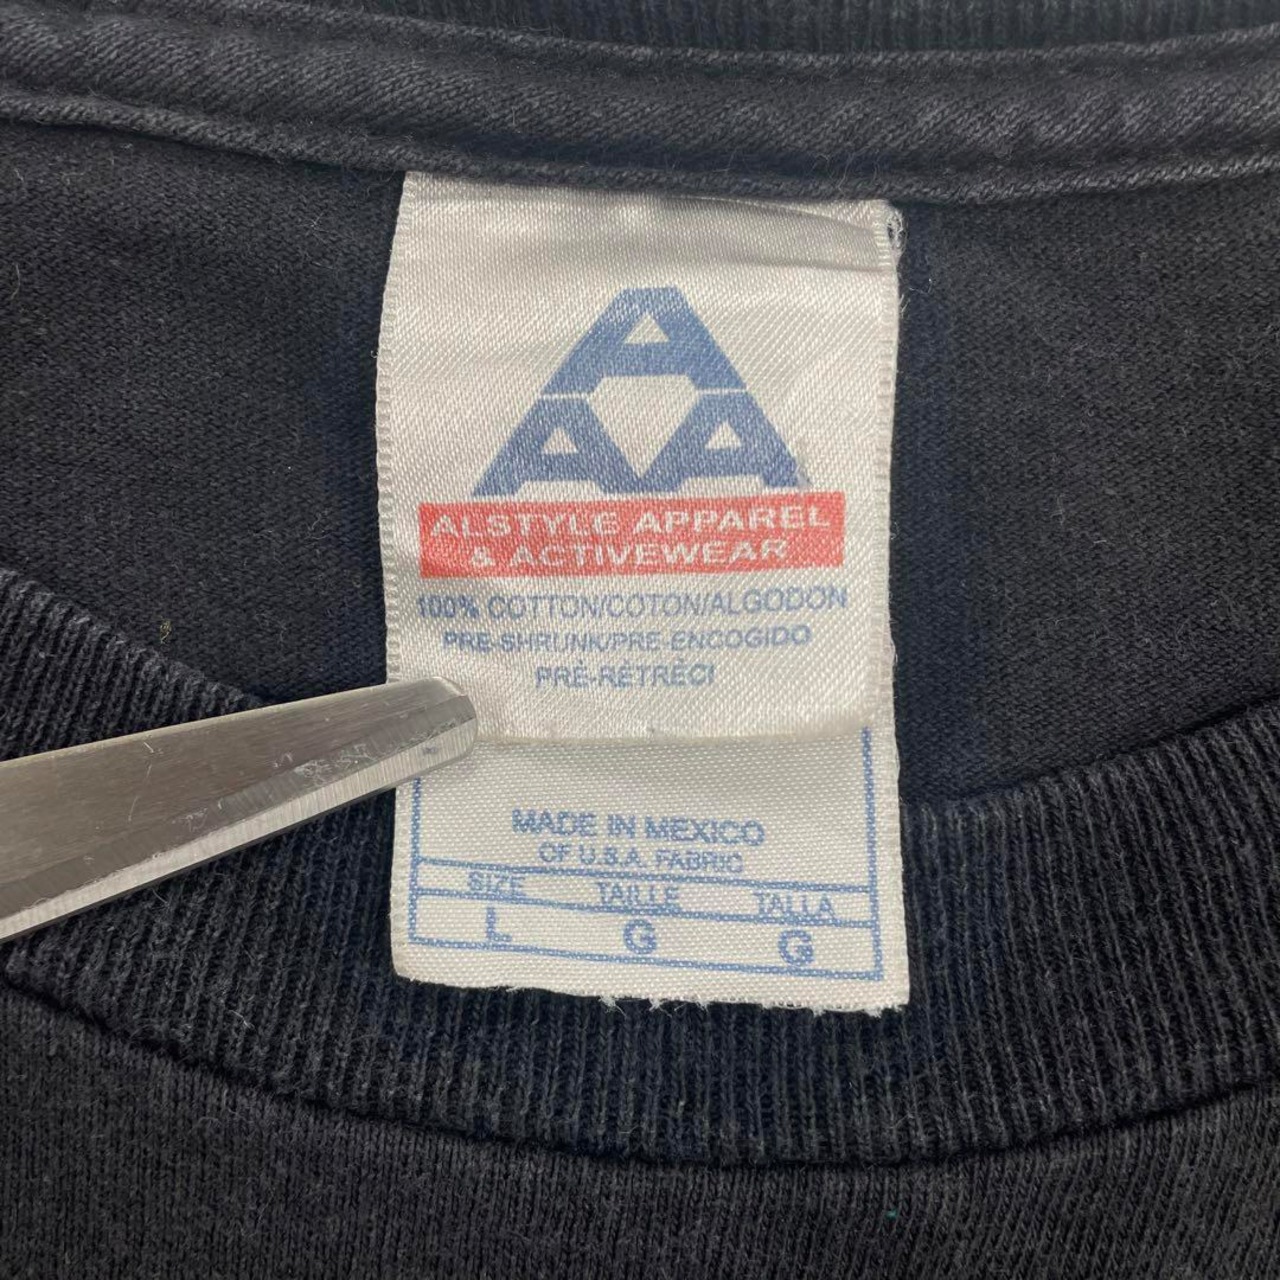 A
AA
ALSTYLE APPAREL
& ACTIVEWEAR
100% COTTON/COTON/ALGODON
PRE-SHRUNK/PRE-ENCOGIDO
PRÉ-RÉTRÉCI
MADE IN MEXICO
OF U.S.A. FABRIC
SIZE TAILLE TALLA
L G G